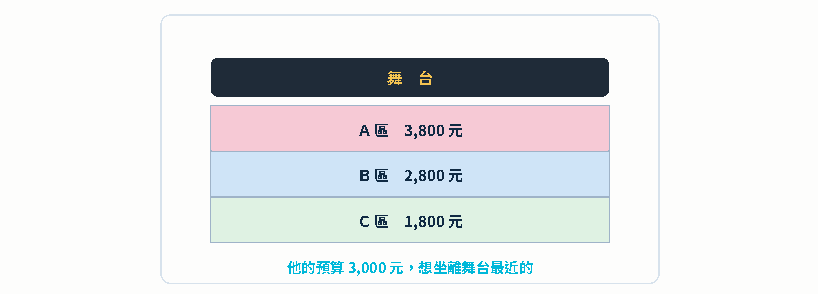 舞 台
A 區 3,800 元
B 區 2,800 元
C 區 1,800 元
他的預算 3,000 元，想坐離舞台最近的